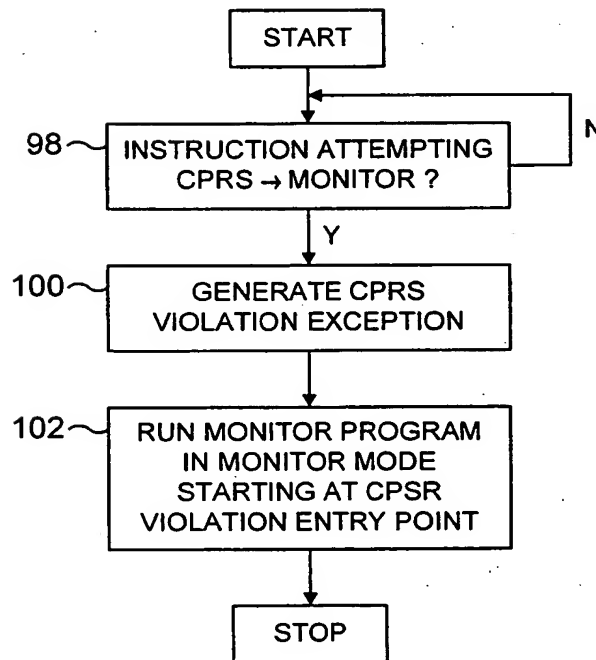 START
98
INSTRUCTION ATTEMPTING
CPRS → MONITOR ?
N
Y
100
GENERATE CPRS
VIOLATION EXCEPTION
102
RUN MONITOR PROGRAM
IN MONITOR MODE
STARTING AT CPSR
VIOLATION ENTRY POINT
STOP